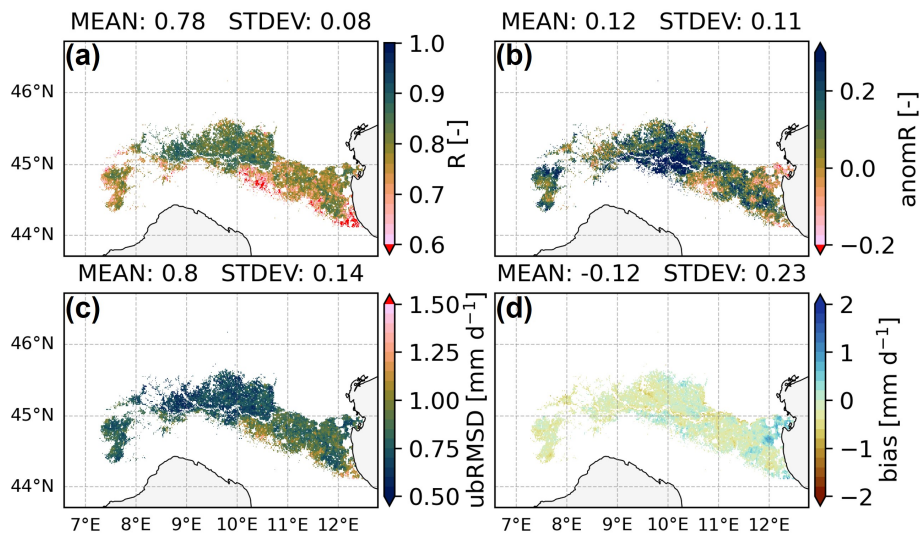 MEAN: 0.78 STDEV: 0.08
MEAN: 0.12 STDEV: 0.11
(a)
(b)
46°N
45°N
44°N
1.0
0.9
0.8
0.7
0.6
R [-]
0.2
0.0
−0.2
anomR [-]
MEAN: 0.8 STDEV: 0.14
MEAN: -0.12 STDEV: 0.23
(c)
(d)
46°N
45°N
44°N
1.50
1.25
1.00
0.75
0.50
ubRMSD [mm d⁻¹]
2
1
0
−1
−2
bias [mm d⁻¹]
7°E 8°E 9°E 10°E 11°E 12°E
7°E 8°E 9°E 10°E 11°E 12°E